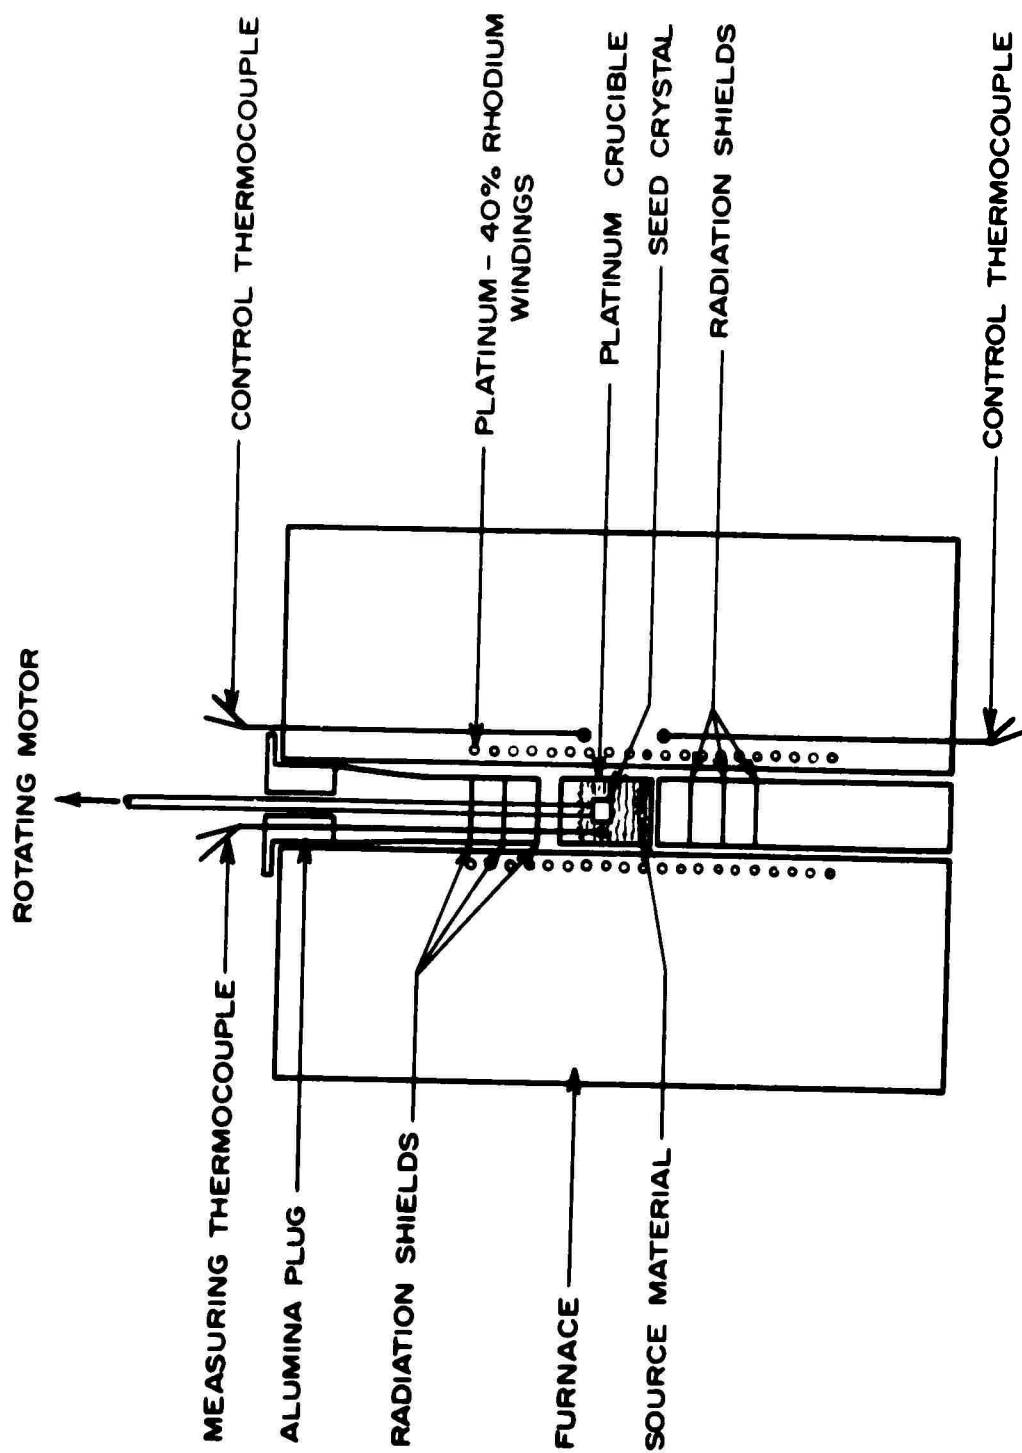 ROTATING MOTOR
MEASURING THERMOCOUPLE
ALUMINA PLUG
RADIATION SHIELDS
FURNACE
SOURCE MATERIAL
CONTROL THERMOCOUPLE
PLATINUM - 40% RHODIUM
WINDINGS
PLATINUM CRUCIBLE
SEED CRYSTAL
RADIATION SHIELDS
CONTROL THERMOCOUPLE